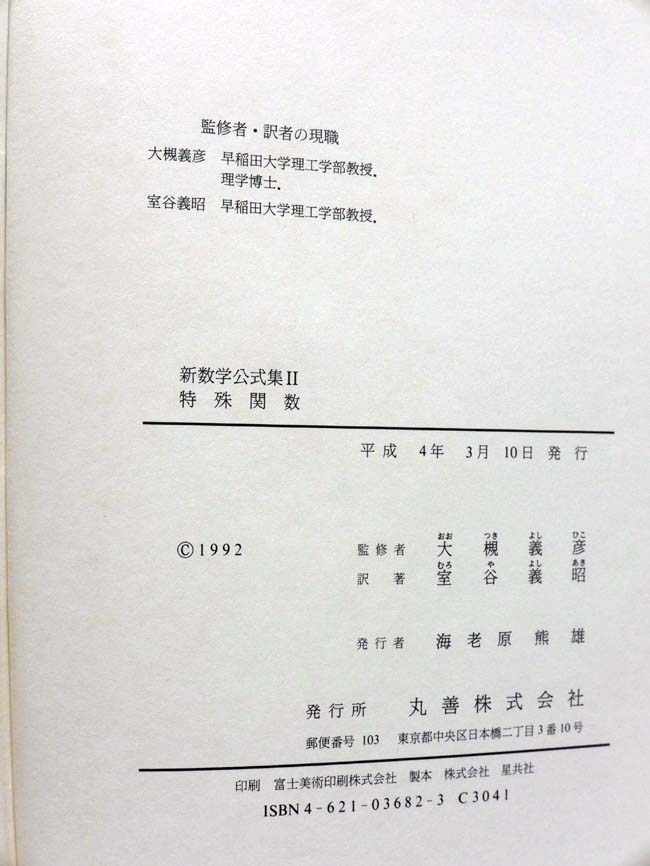 監修者・訳者の現職
大槻義彦 早稲田大学理工学部教授.
理学博士.
室谷義昭 早稲田大学理工学部教授.
新数学公式集II
特殊関数
平成 4年 3月 10日 発行
©1992
おお つき よし ひこ
監修者 大槻義彦
むろ や よし あき
訳著 室谷義昭
発行者 海老原熊雄
発行所 丸善株式会社
郵便番号 103 東京都中央区日本橋二丁目3番10号
印刷 富士美術印刷株式会社 製本 株式会社 星共社
ISBN 4-621-03682-3 C3041